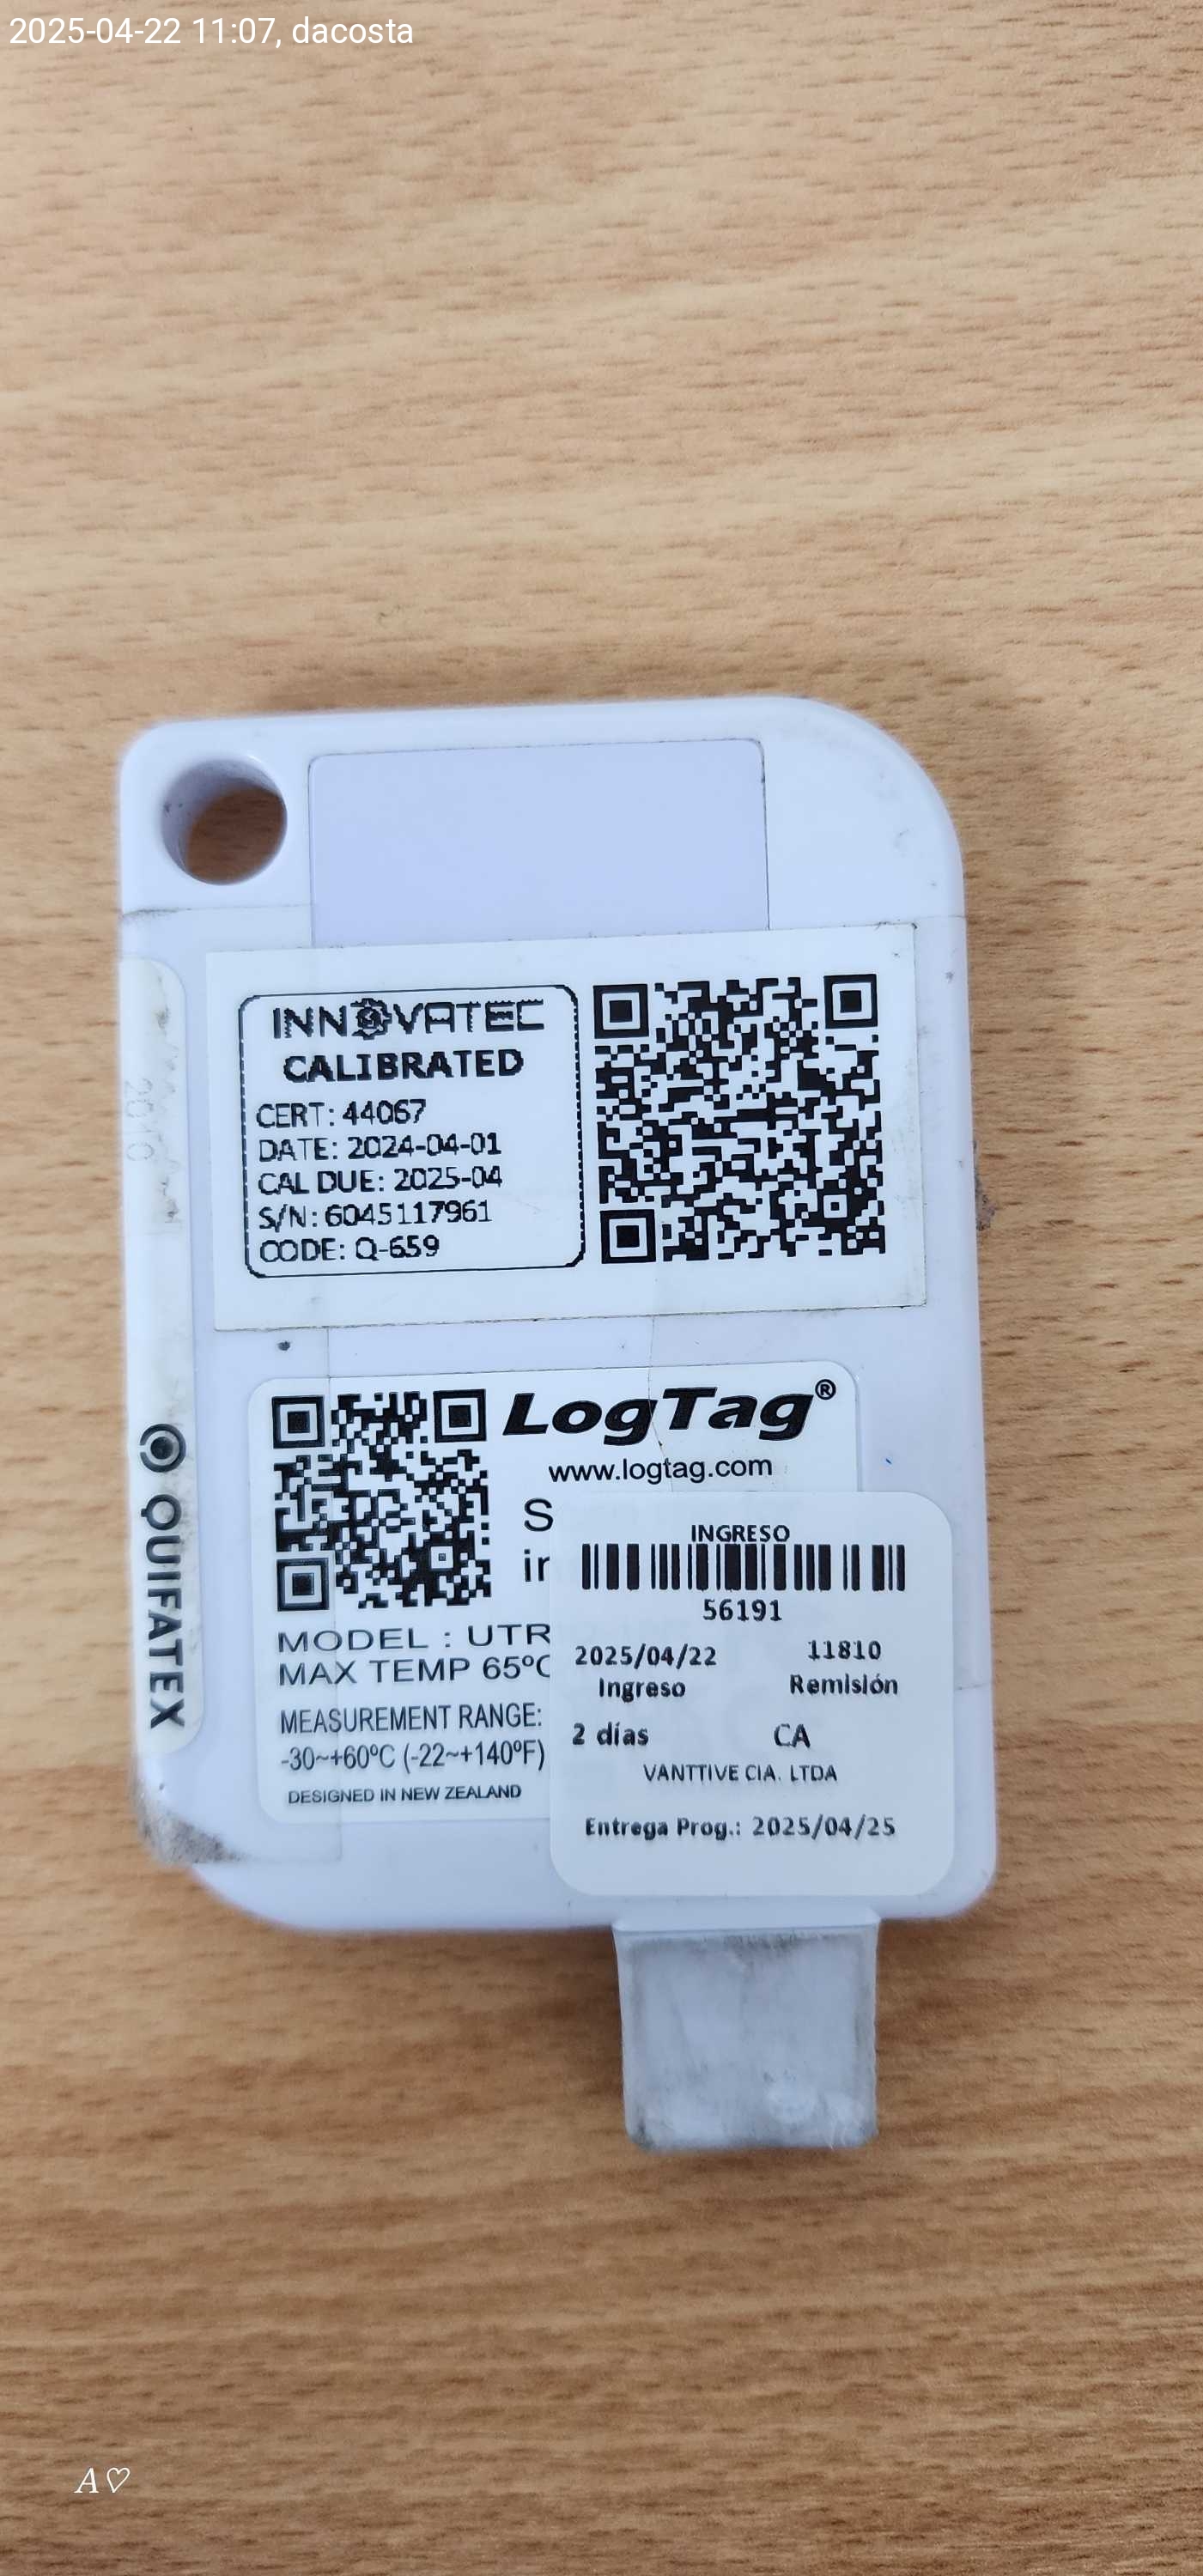 2025-04-22 11:07, dacosta
INNOVATEC
CALIBRATED
CERT: 44067
DATE: 2024-04-01
CAL DUE: 2025-04
S/N: 6045117961
CODE: Q-659
QUIFATEX
LogTag®
www.logtag.com
S
in
MODEL : UTR
MAX TEMP 65ºC
MEASUREMENT RANGE:
-30~+60ºC (-22~+140ºF)
DESIGNED IN NEW ZEALAND
INGRESO
56191
2025/04/22 11810
Ingreso Remisión
2 días CA
VANTTIVE CIA. LTDA
Entrega Prog.: 2025/04/25
A♡